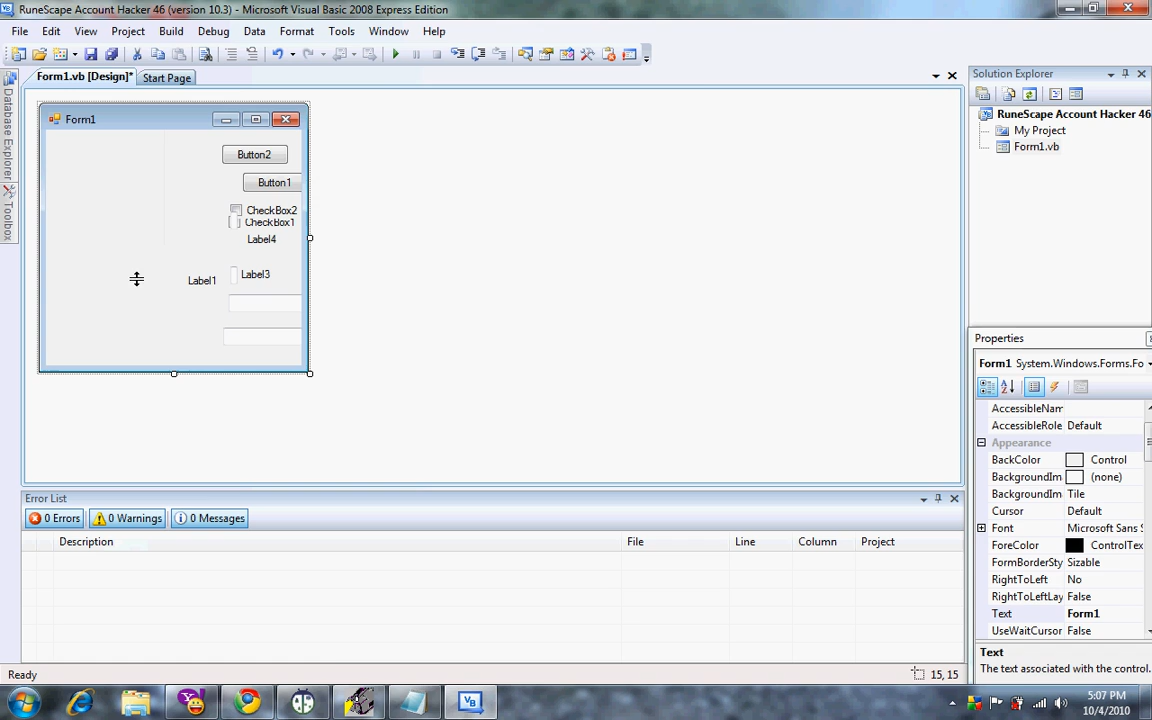 RuneScape Account Hacker 46 (version 10.3) - Microsoft Visual Basic 2008 Express Edition
File Edit View Project Build Debug Data Format Tools Window Help
Form1.vb [Design]* Start Page
Solution Explorer
RuneScape Account Hacker 46
My Project
Form1.vb
Database Explorer
Toolbox
Form1
Button2
Button1
CheckBox2
CheckBox1
Label4
Label3
Label1
Properties
Form1 System.Windows.Forms.Fo
AccessibleNam
AccessibleRole Default
Appearance
BackColor Control
BackgroundIm (none)
BackgroundIm Tile
Cursor Default
Font Microsoft Sans S
ForeColor ControlTex
FormBorderSty Sizable
RightToLeft No
RightToLeftLay False
Text Form1
UseWaitCursor False
Text
The text associated with the control.
Error List
0 Errors 0 Warnings 0 Messages
Description File Line Column Project
Ready 15, 15
5:07 PM
10/4/2010